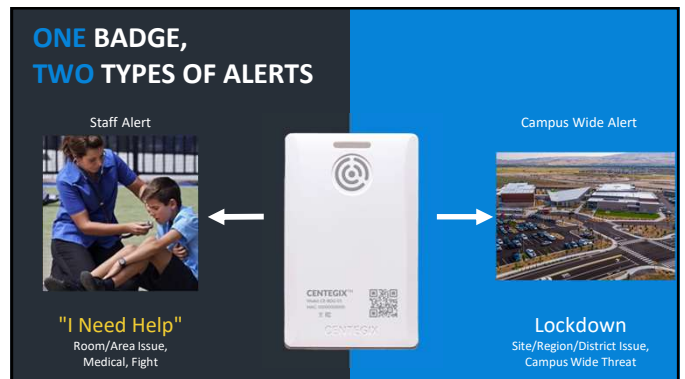 ONE BADGE,
TWO TYPES OF ALERTS
Staff Alert
Campus Wide Alert
CENTEGIX™
CENTEGIX
"I Need Help"
Room/Area Issue,
Medical, Fight
Lockdown
Site/Region/District Issue,
Campus Wide Threat